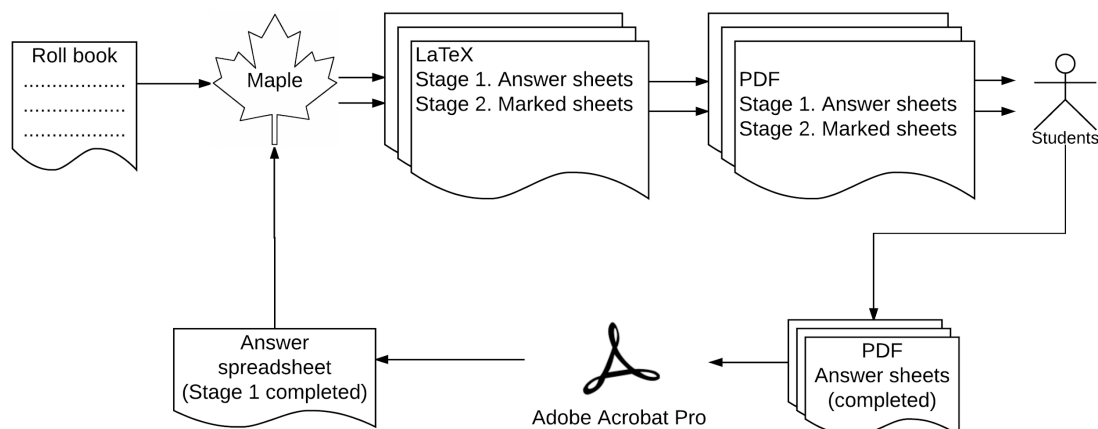 Roll book
Maple
LaTeX
Stage 1. Answer sheets
Stage 2. Marked sheets
PDF
Stage 1. Answer sheets
Stage 2. Marked sheets
Students
Answer
spreadsheet
(Stage 1 completed)
Adobe Acrobat Pro
PDF
Answer sheets
(completed)